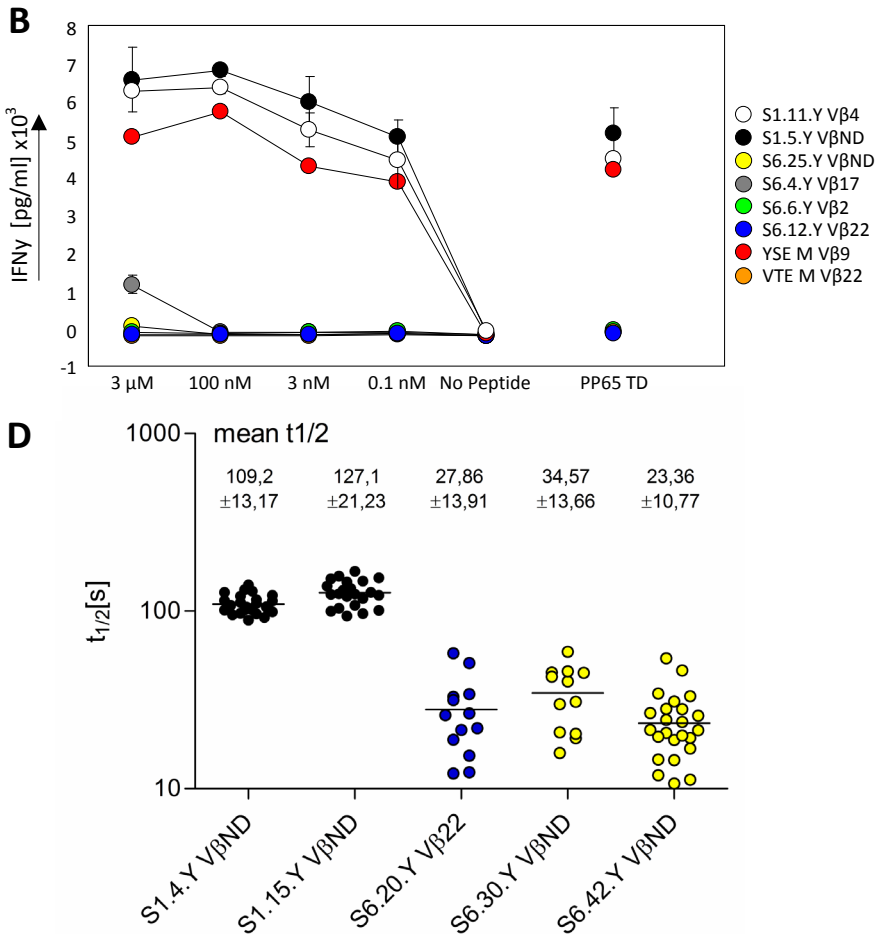 B
IFNy [pg/ml] x10³
8
7
6
5
4
3
2
1
0
-1
3 µM 100 nM 3 nM 0.1 nM No Peptide PP65 TD
S1.11.Y Vβ4
S1.5.Y VβND
S6.25.Y VβND
S6.4.Y Vβ17
S6.6.Y Vβ2
S6.12.Y Vβ22
YSE M Vβ9
VTE M Vβ22
D
mean t1/2
109,2 127,1 27,86 34,57 23,36
±13,17 ±21,23 ±13,91 ±13,66 ±10,77
t1/2[s]
1000
100
10
S1.4.Y VβND
S1.15.Y VβND
S6.20.Y Vβ22
S6.30.Y VβND
S6.42.Y VβND